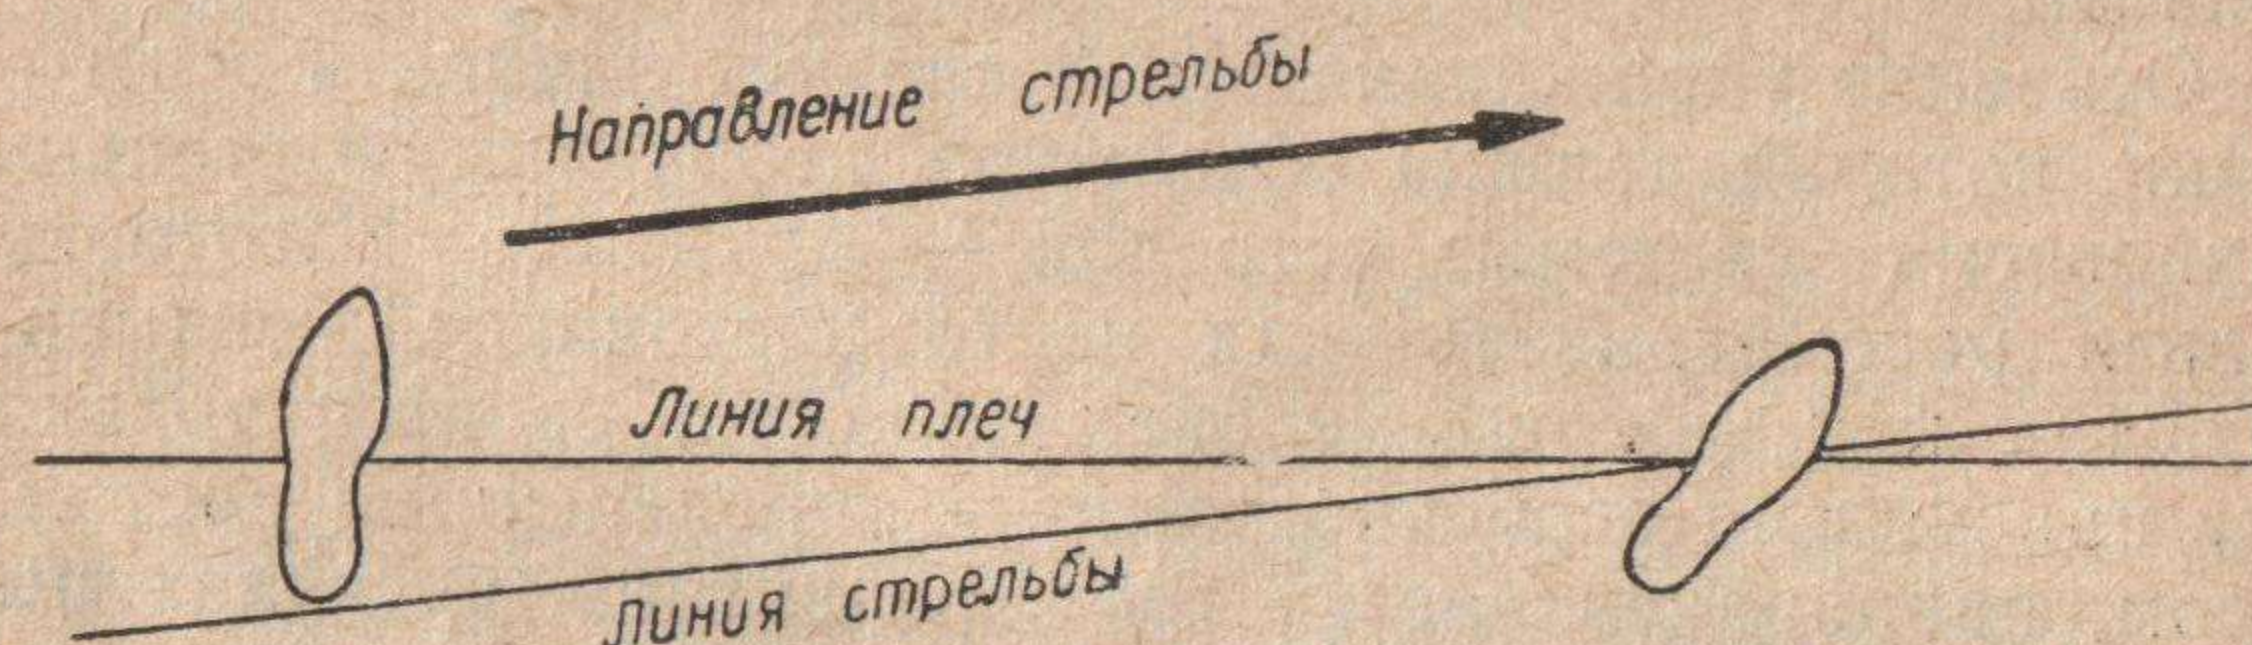 Направление стрельбы
Линия плеч
Линия стрельбы